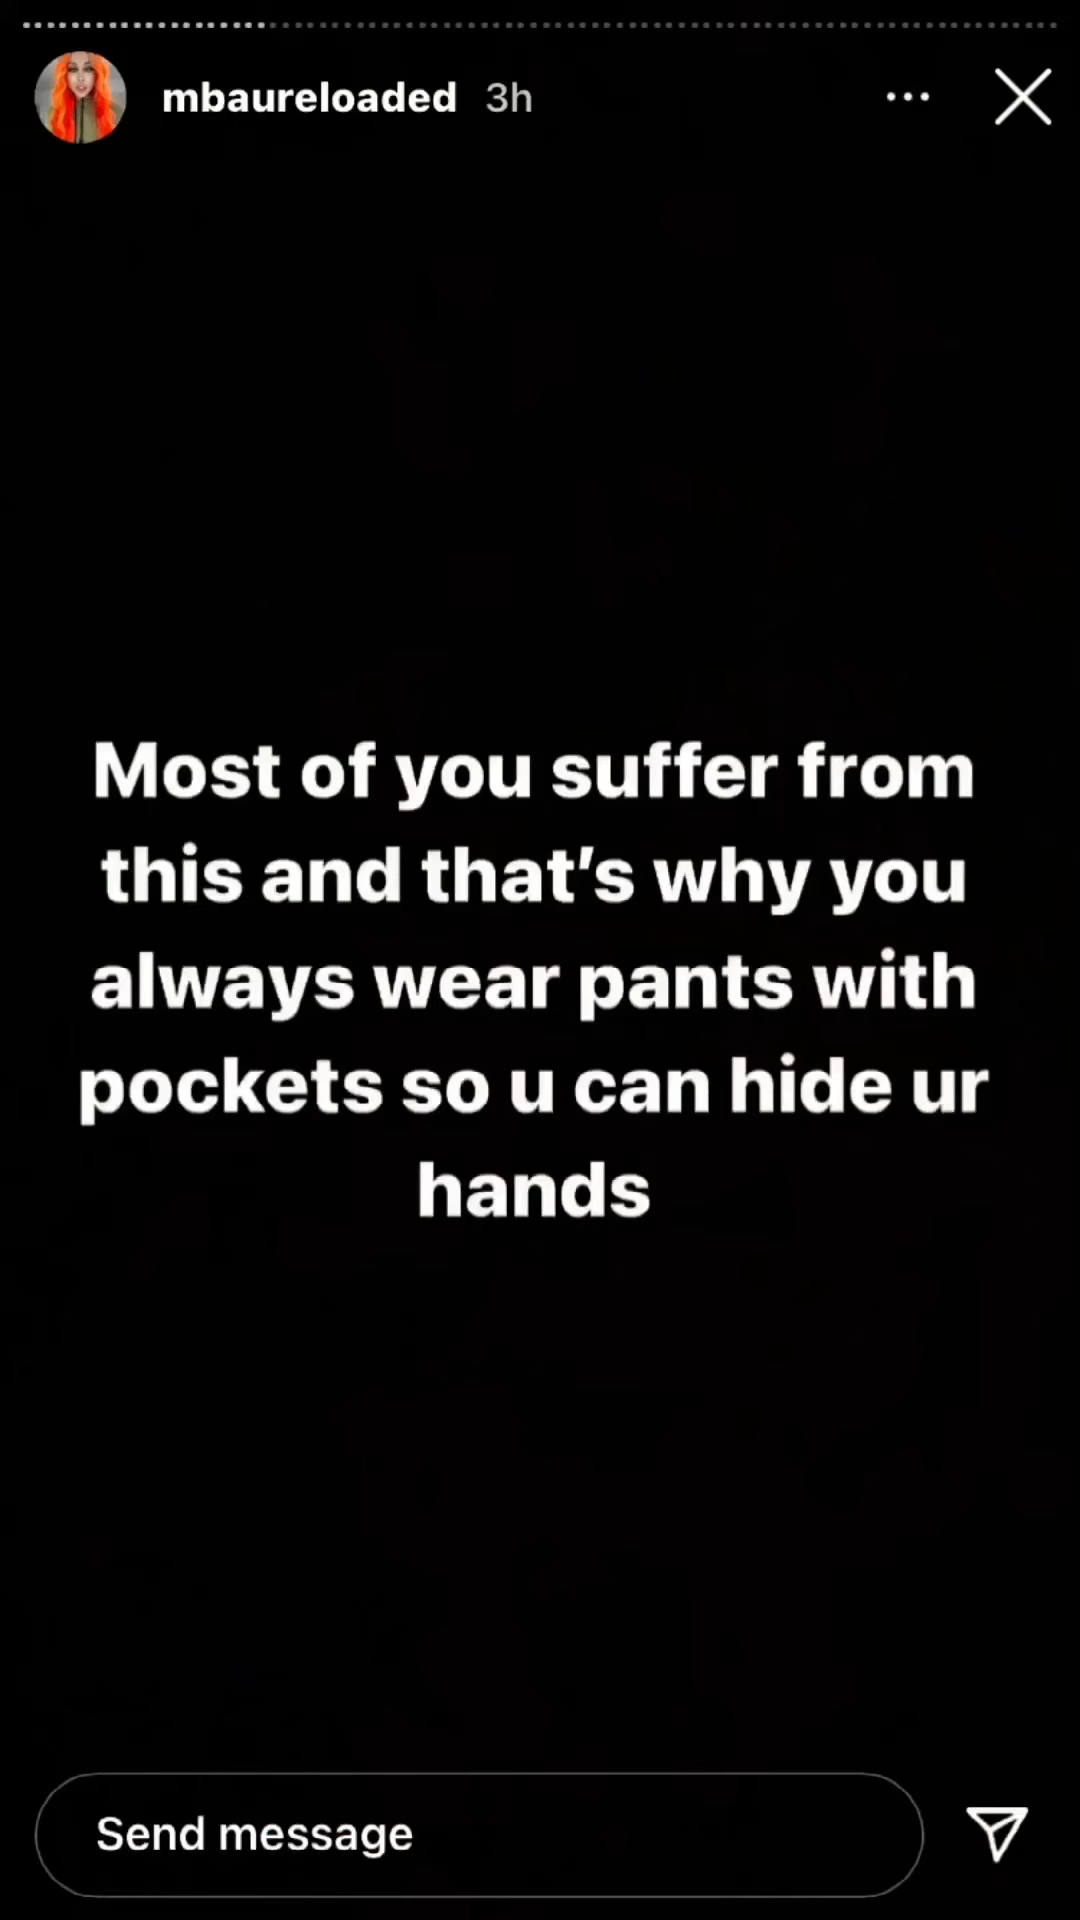 mbaureloaded 3h
Most of you suffer from
this and that’s why you
always wear pants with
pockets so u can hide ur
hands
Send message